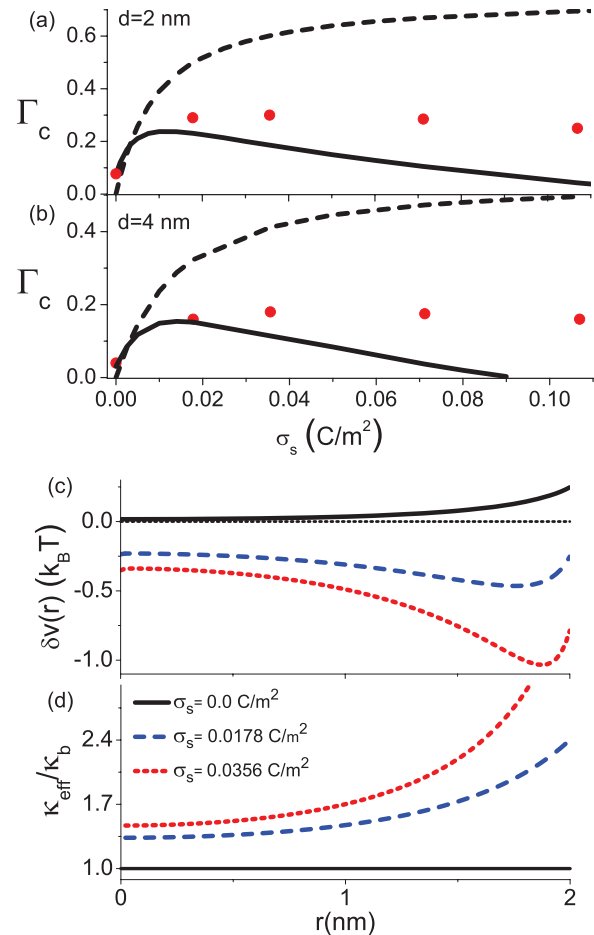 (a)
d=2 nm
0.6
0.4
0.2
0.0
Γc
(b)
d=4 nm
0.4
0.2
0.0
Γc
0.00 0.02 0.04 0.06 0.08 0.10
σs (C/m²)
(c)
0.0
-0.5
-1.0
δv(r) (kBT)
(d)
σs= 0.0 C/m²
σs= 0.0178 C/m²
σs= 0.0356 C/m²
2.4
1.7
1.0
κeff/κb
0 1 2
r(nm)